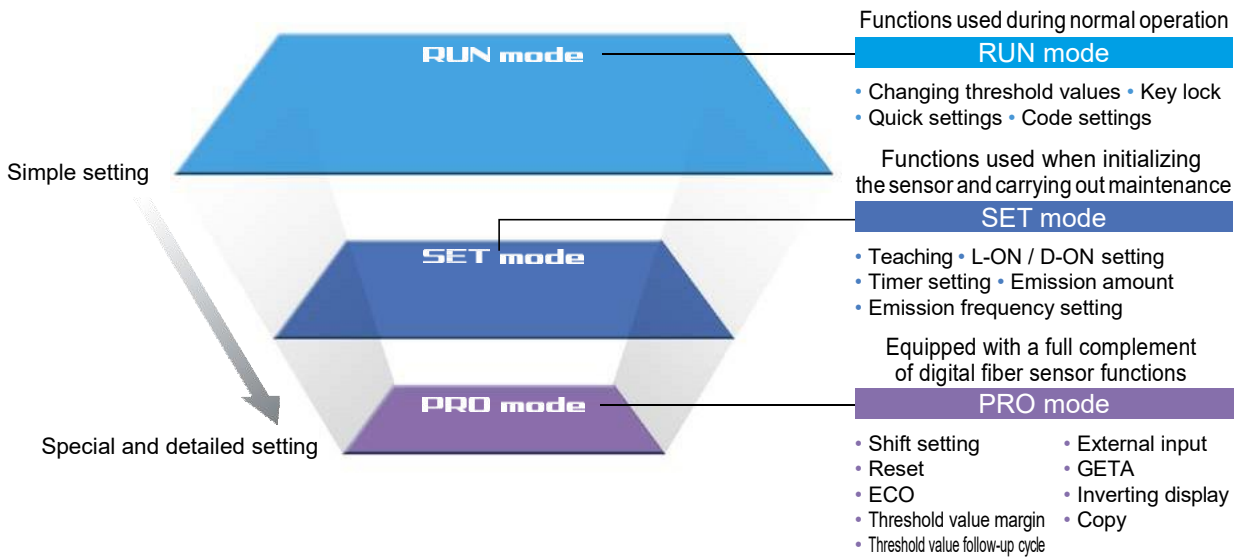 Simple setting
Special and detailed setting
RUN mode
SET mode
PRO mode
Functions used during normal operation
RUN mode
• Changing threshold values • Key lock
• Quick settings • Code settings
Functions used when initializing
the sensor and carrying out maintenance
SET mode
• Teaching • L-ON / D-ON setting
• Timer setting • Emission amount
• Emission frequency setting
Equipped with a full complement
of digital fiber sensor functions
PRO mode
• Shift setting
• Reset
• ECO
• Threshold value margin
• Threshold value follow-up cycle
• External input
• GETA
• Inverting display
• Copy